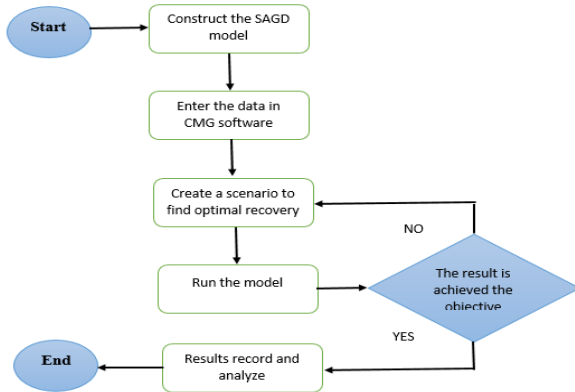 Start
Construct the SAGD
model
Enter the data in
CMG software
Create a scenario to
find optimal recovery
NO
Run the model
The result is
achieved the
objective
YES
Results record and
analyze
End